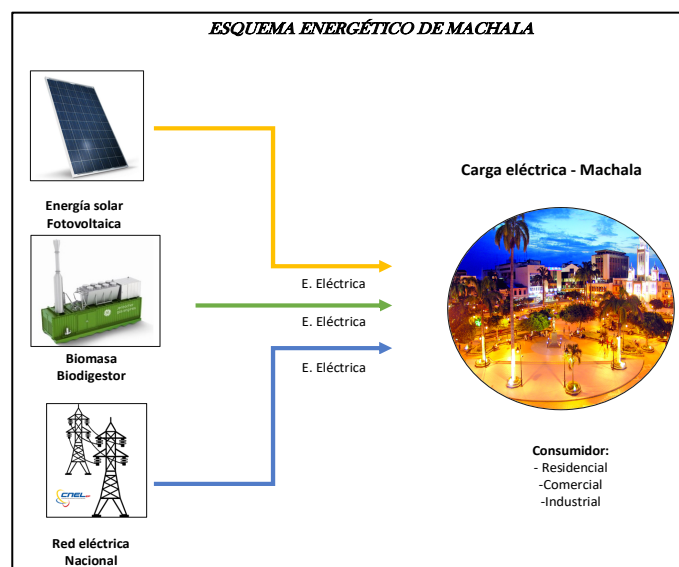 ESQUEMA ENERGÉTICO DE MACHALA
Energía solar
Fotovoltaica
Biomasa
Biodigestor
CNEL
Red eléctrica
Nacional
E. Eléctrica
E. Eléctrica
E. Eléctrica
Carga eléctrica - Machala
Consumidor:
- Residencial
-Comercial
-Industrial